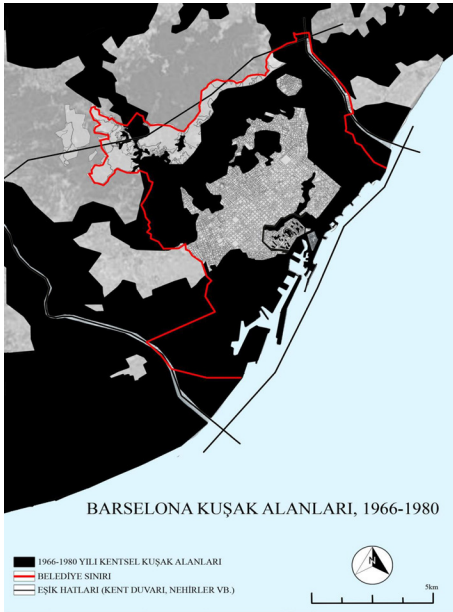 BARSELONA KUŞAK ALANLARI, 1966-1980
1966-1980 YILI KENTSEL KUŞAK ALANLARI
BELEDİYE SINIRI
EŞİK HATLARI (KENT DUVARI, NEHİRLER VB.)
N
5km